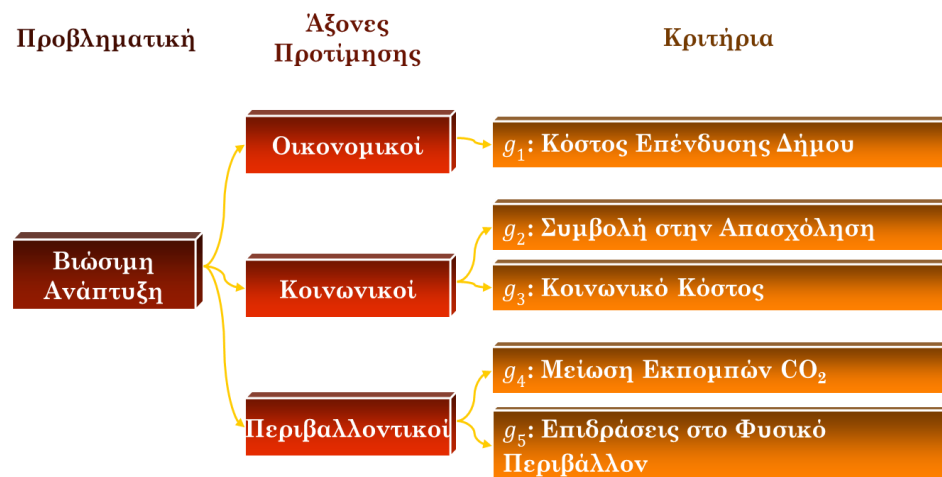 Προβληματική
Άξονες
Προτίμησης
Κριτήρια
Βιώσιμη
Ανάπτυξη
Οικονομικοί
g₁: Κόστος Επένδυσης Δήμου
Κοινωνικοί
g₂: Συμβολή στην Απασχόληση
g₃: Κοινωνικό Κόστος
Περιβαλλοντικοί
g₄: Μείωση Εκπομπών CO₂
g₅: Επιδράσεις στο Φυσικό
Περιβάλλον